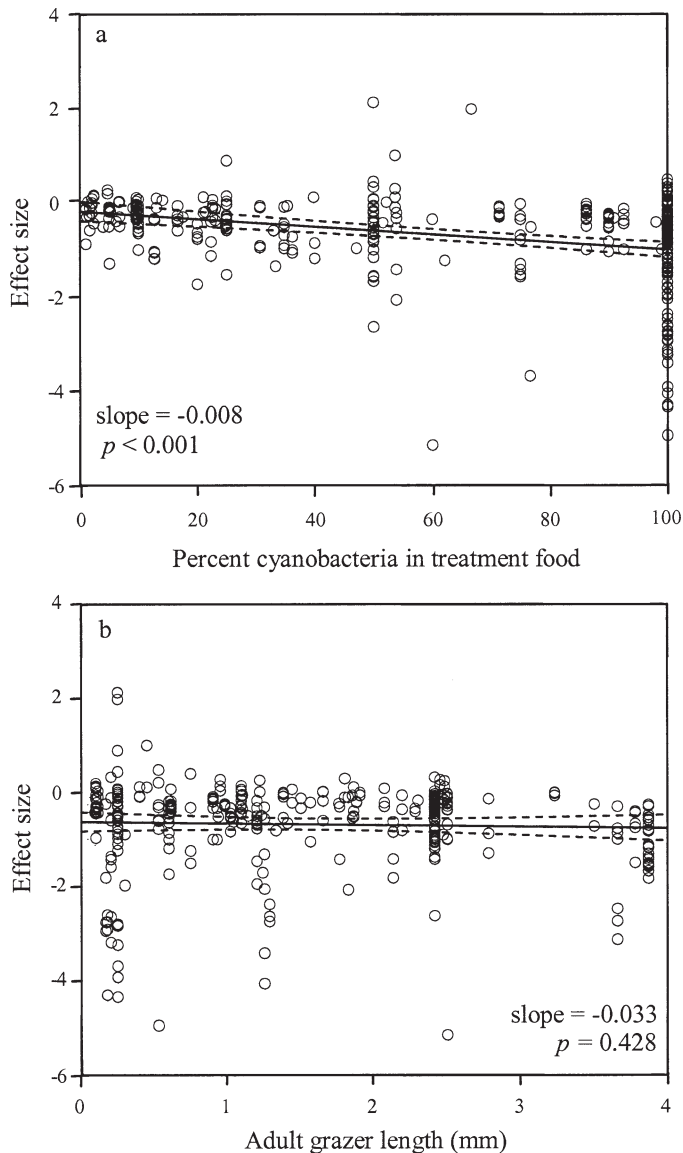 a
4
2
0
-2
-4
-6
Effect size
slope = -0.008
p < 0.001
0 20 40 60 80 100
Percent cyanobacteria in treatment food
b
4
2
0
-2
-4
-6
Effect size
slope = -0.033
p = 0.428
0 1 2 3 4
Adult grazer length (mm)